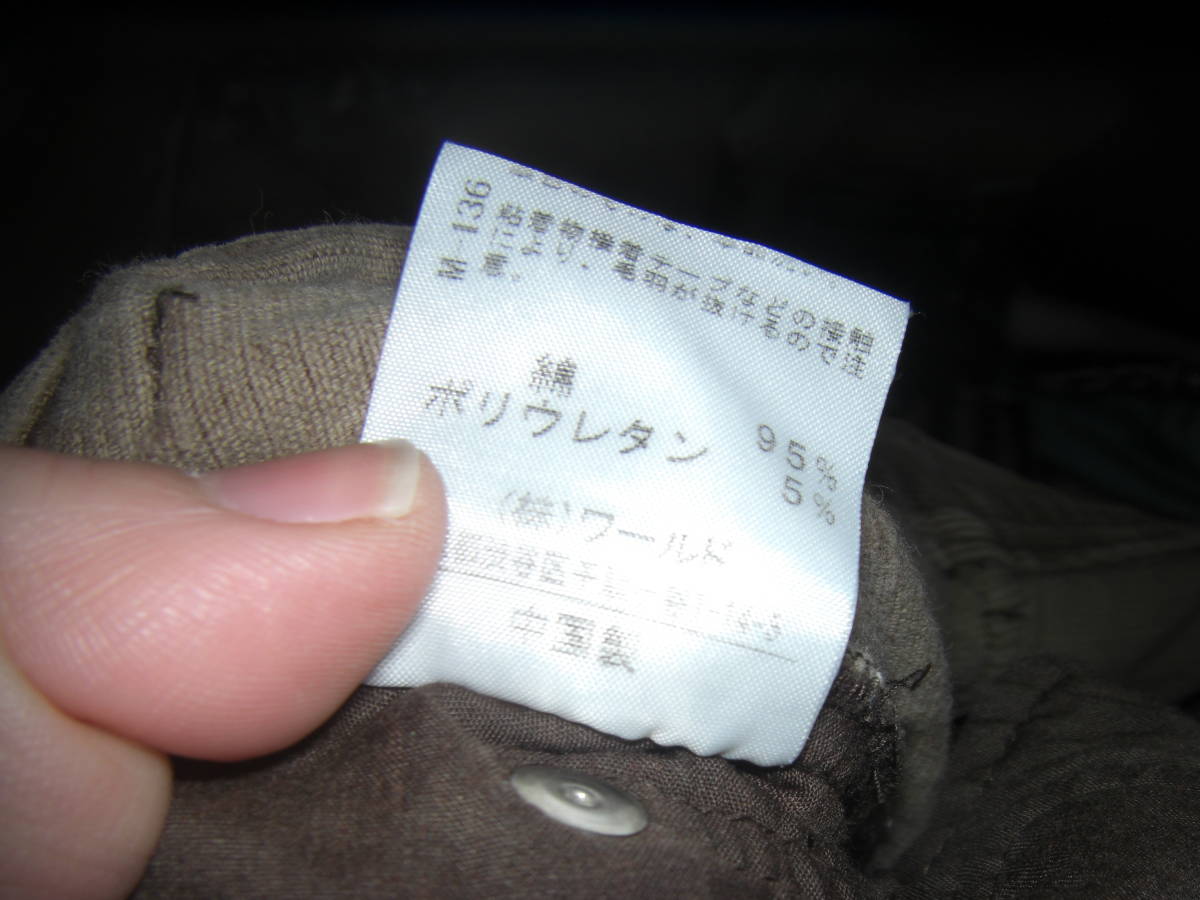 M-136
粘着物接着テープなどの接触
により、毛羽が抜けるので注
意。
綿 95%
ポリウレタン 5%
(株)ワールド
中国製